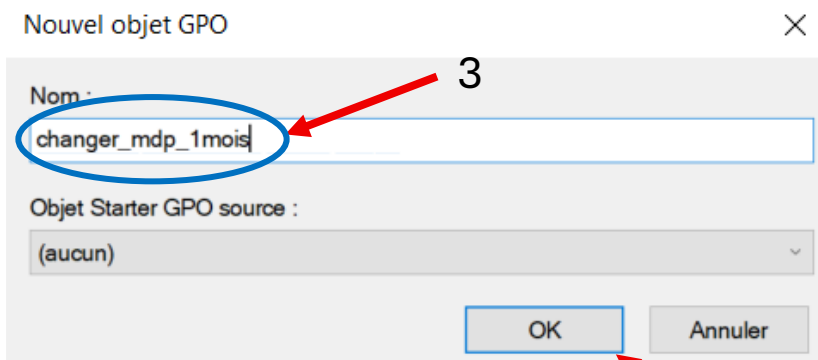 Nouvel objet GPO
3
Nom :
changer_mdp_1mois
Objet Starter GPO source :
(aucun)
OK
Annuler